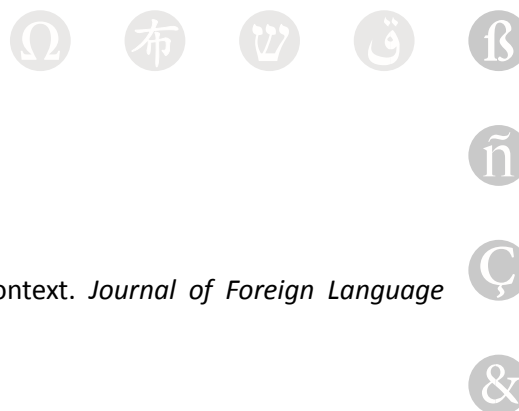 Ω 布 ש ق ß
ñ
Ç
ontext. Journal of Foreign Language
&